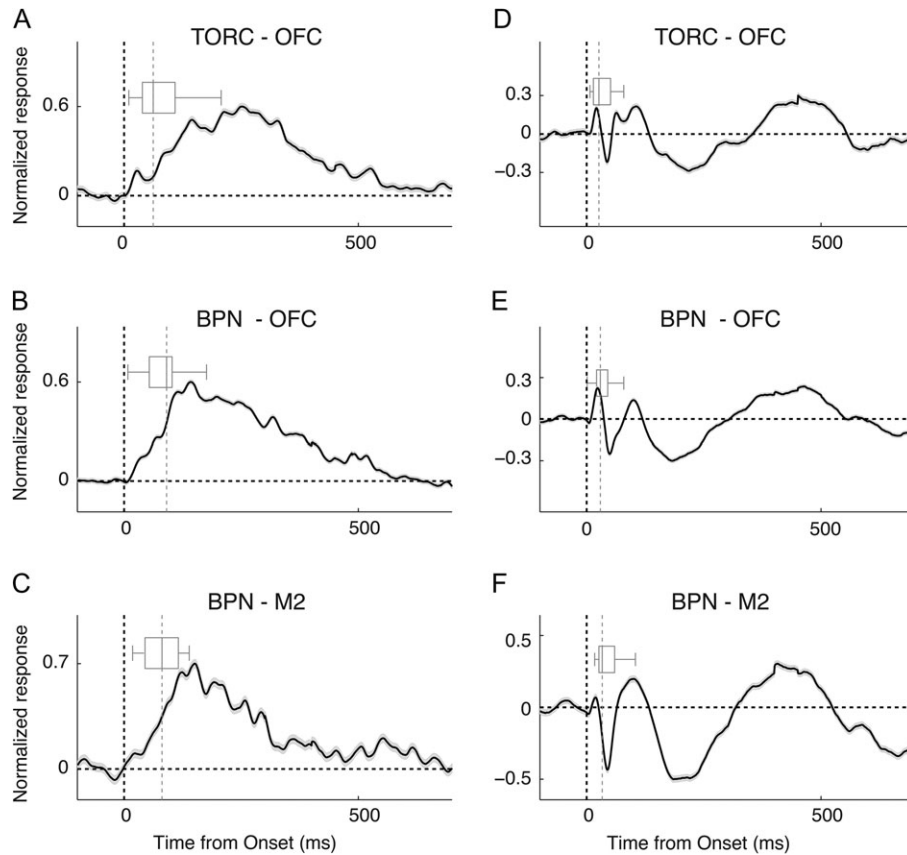 A
TORC - OFC
Normalized response
0.6
0
0
500
B
BPN - OFC
Normalized response
0.6
0
0
500
C
BPN - M2
Normalized response
0.7
0
0
500
Time from Onset (ms)
D
TORC - OFC
0.3
0
−0.3
0
500
E
BPN - OFC
0.3
0
−0.3
0
500
F
BPN - M2
0.5
0
−0.5
0
500
Time from Onset (ms)